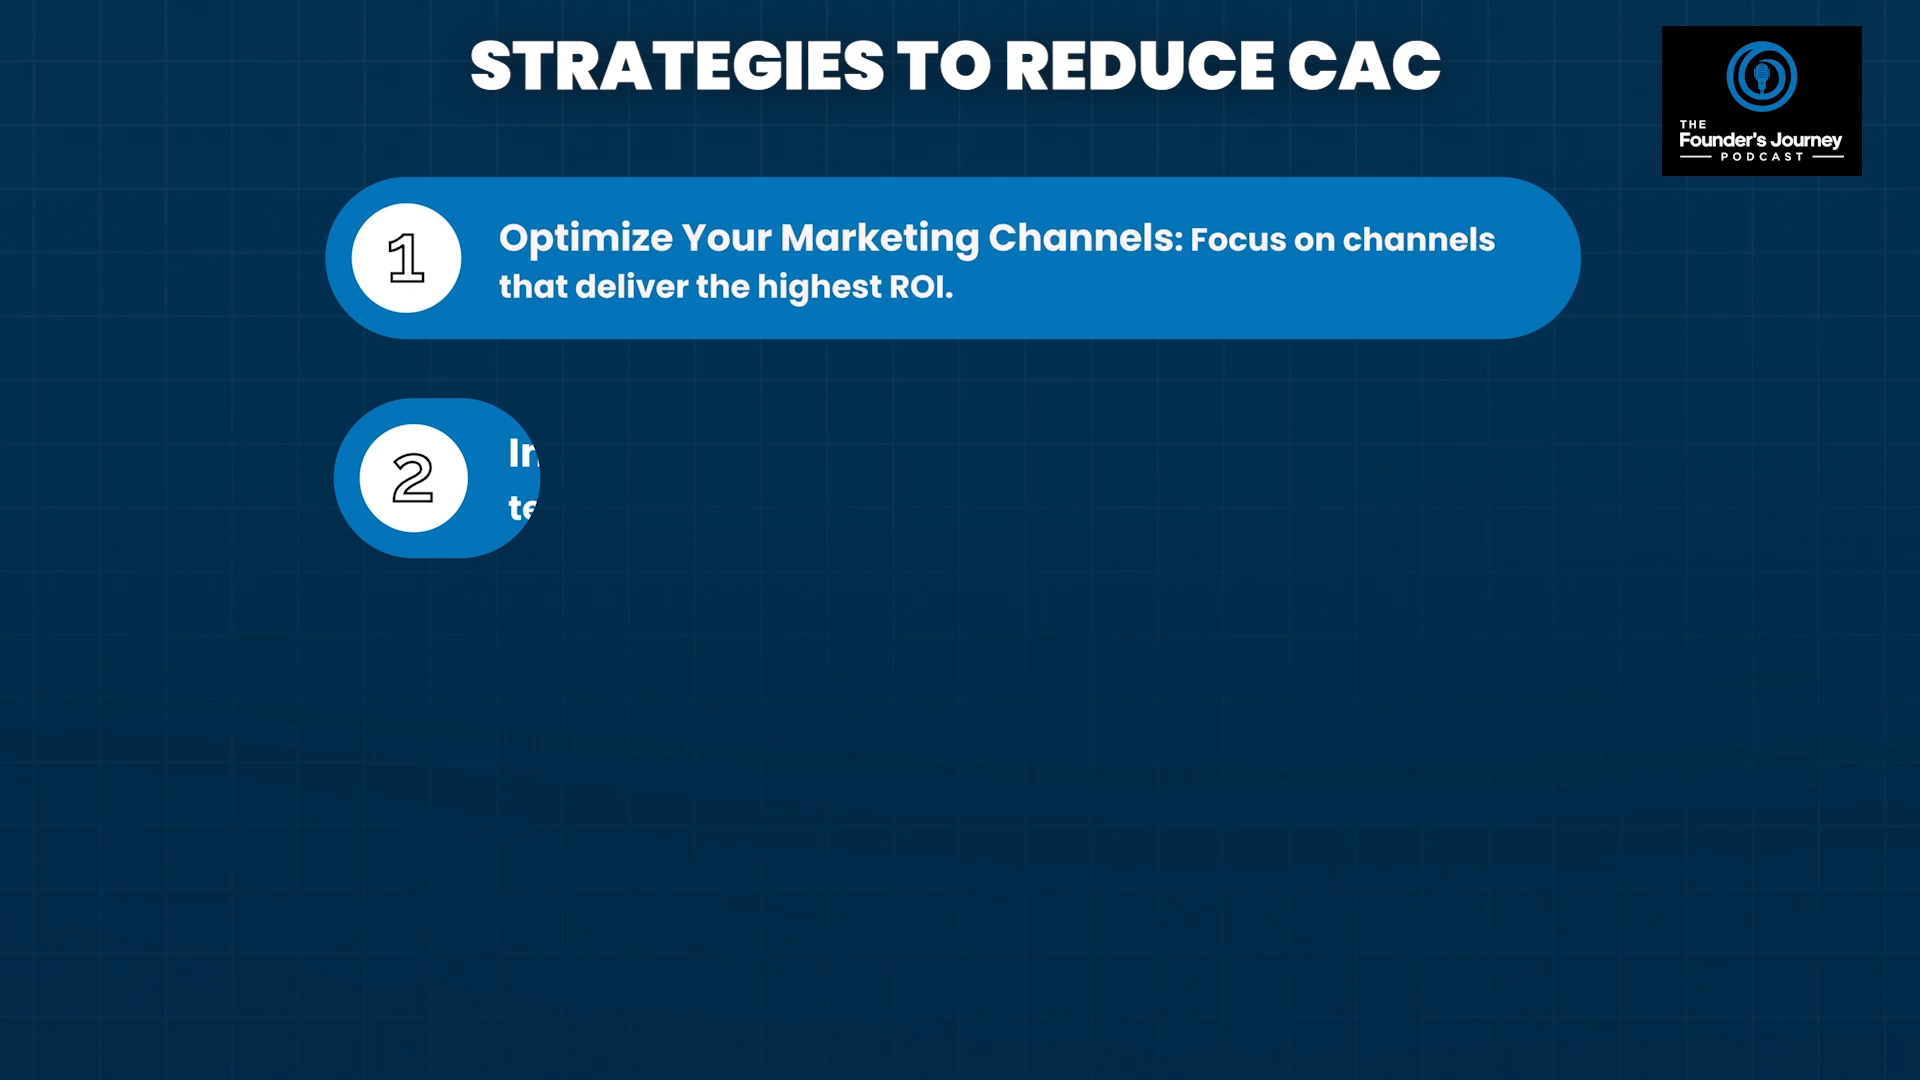 STRATEGIES TO REDUCE CAC
THE
Founder's Journey
PODCAST
1
Optimize Your Marketing Channels: Focus on channels
that deliver the highest ROI.
2